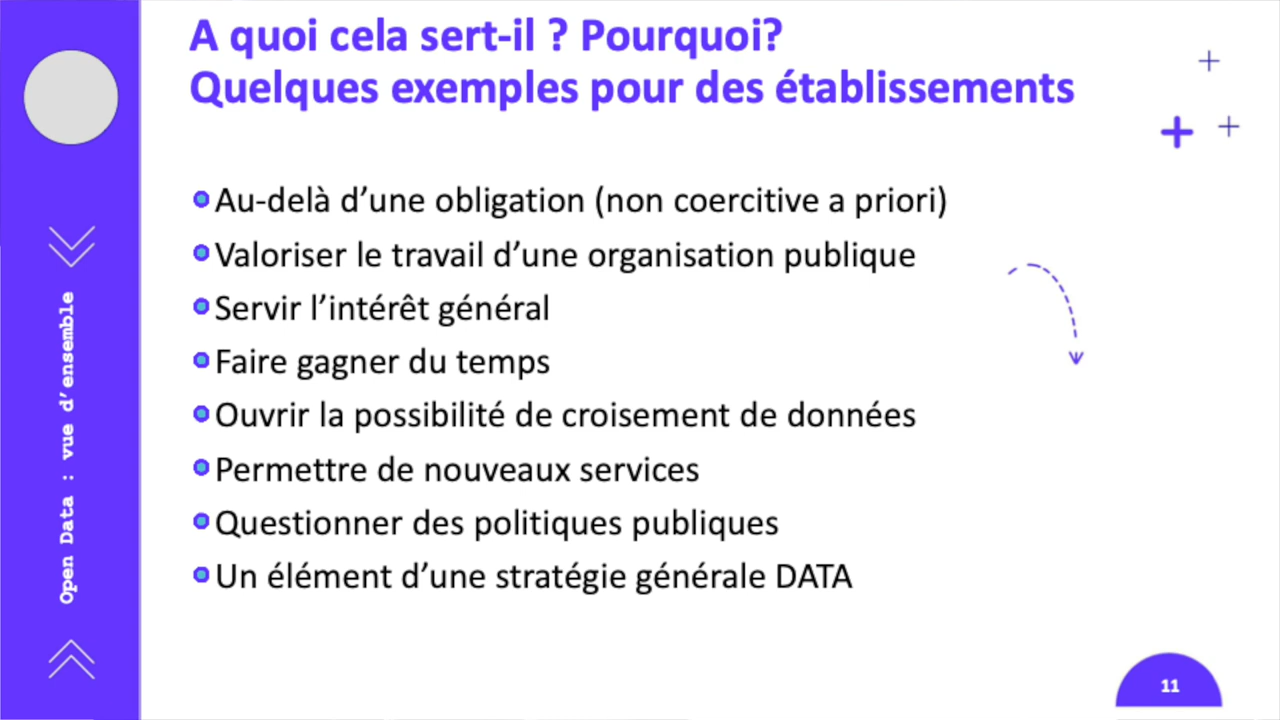 A quoi cela sert-il ? Pourquoi?
Quelques exemples pour des établissements
Au-delà d’une obligation (non coercitive a priori)
Valoriser le travail d’une organisation publique
Servir l’intérêt général
Faire gagner du temps
Ouvrir la possibilité de croisement de données
Permettre de nouveaux services
Questionner des politiques publiques
Un élément d’une stratégie générale DATA
Open Data : vue d’ensemble
11